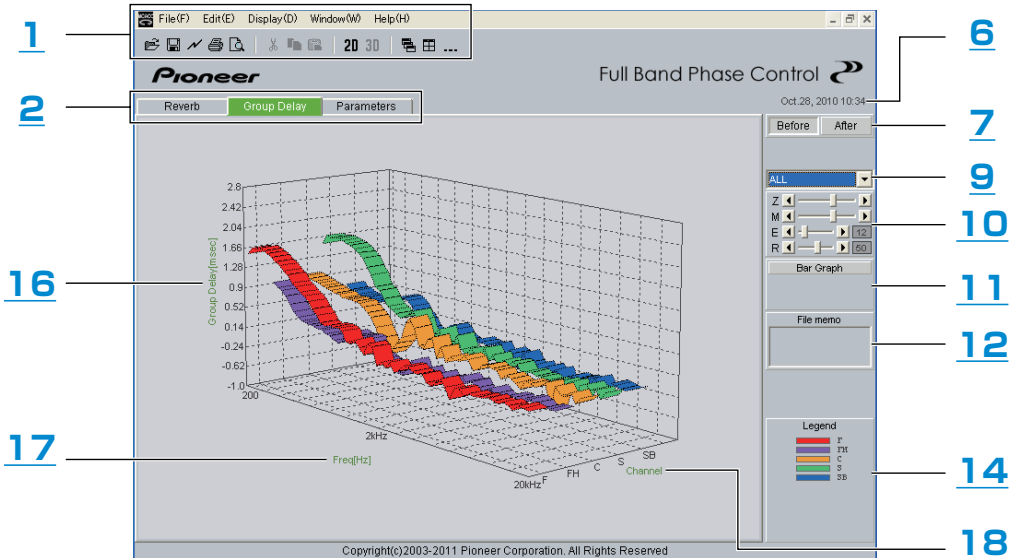 1
File(F) Edit(E) Display(D) Window(W) Help(H)
2D 3D
Pioneer
Full Band Phase Control
6
2
Reverb Group Delay Parameters
Oct.28, 2010 10:34
Before After
7
ALL
9
Z
M
E 12
R 50
10
2.8
2.42
2.04
1.66
1.28
0.9
0.52
0.14
-0.24
-0.62
-1.0
Group Delay[msec]
16
Bar Graph
11
File memo
12
200
2kHz
20kHz
Freq[Hz]
17
F FH C S SB
Channel
Legend
F
FH
C
S
SB
14
18
Copyright(c)2003-2011 Pioneer Corporation. All Rights Reserved